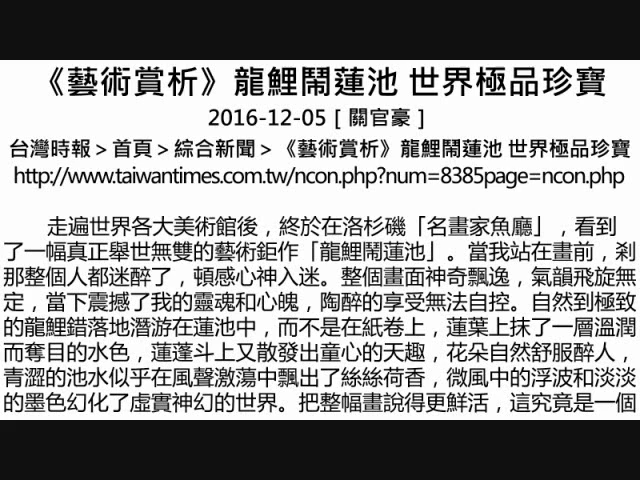 《藝術賞析》龍鯉鬧蓮池 世界極品珍寶
2016-12-05 [ 關官豪 ]
台灣時報＞首頁＞綜合新聞＞《藝術賞析》龍鯉鬧蓮池 世界極品珍寶
http://www.taiwantimes.com.tw/ncon.php?num=8385page=ncon.php
走遍世界各大美術館後，終於在洛杉磯「名畫家魚廳」，看到
了一幅真正舉世無雙的藝術鉅作「龍鯉鬧蓮池」。當我站在畫前，剎
那整個人都迷醉了，頓感心神入迷。整個畫面神奇飄逸，氣韻飛旋無
定，當下震撼了我的靈魂和心魄，陶醉的享受無法自控。自然到極致
的龍鯉錯落地潛游在蓮池中，而不是在紙卷上，蓮葉上抹了一層溫潤
而奪目的水色，蓮蓬斗上又散發出童心的天趣，花朵自然舒服醉人，
青澀的池水似乎在風聲激蕩中飄出了絲絲荷香，微風中的浮波和淡淡
的墨色幻化了虛實神幻的世界。把整幅畫說得更鮮活，這究竟是一個